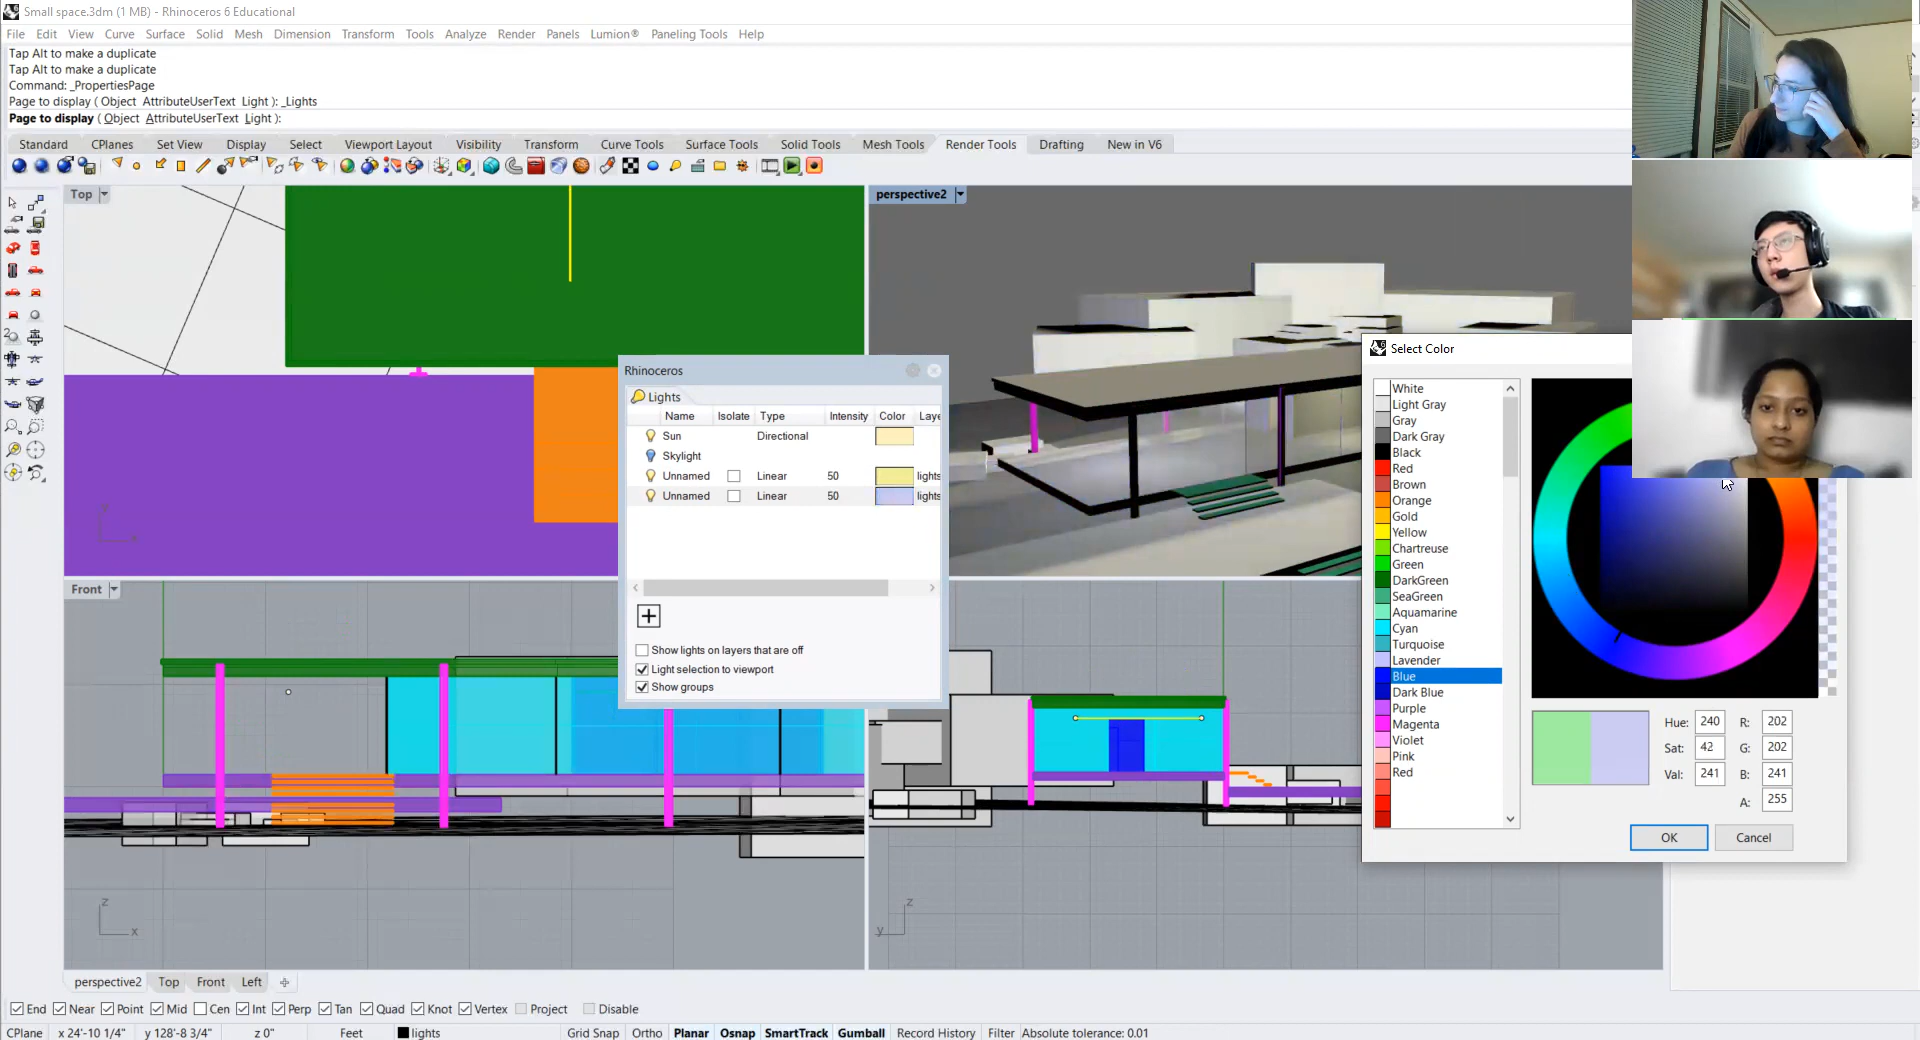 Small space.3dm (1 MB) - Rhinoceros 6 Educational
File Edit View Curve Surface Solid Mesh Dimension Transform Tools Analyze Render Panels Lumion® Paneling Tools Help
Tap Alt to make a duplicate
Tap Alt to make a duplicate
Command: _PropertiesPage
Page to display ( Object AttributeUserText Light ): _Lights
Page to display ( Object AttributeUserText Light ):
Standard CPlanes Set View Display Select Viewport Layout Visibility Transform Curve Tools Surface Tools Solid Tools Mesh Tools Render Tools Drafting New in V6
Top
perspective2
Rhinoceros
Lights
Name Isolate Type Intensity Color Laye
Sun Directional
Skylight
Unnamed Linear 50 lights
Unnamed Linear 50 lights
Show lights on layers that are off
Light selection to viewport
Show groups
Select Color
White
Light Gray
Gray
Dark Gray
Black
Red
Brown
Orange
Gold
Yellow
Chartreuse
Green
DarkGreen
SeaGreen
Aquamarine
Cyan
Turquoise
Lavender
Blue
Dark Blue
Purple
Magenta
Violet
Pink
Red
Hue: 240 R: 202
Sat: 42 G: 202
Val: 241 B: 241
A: 255
OK Cancel
Front
z
x
z
y
perspective2 Top Front Left
End Near Point Mid Cen Int Perp Tan Quad Knot Vertex Project Disable
CPlane x 24'-10 1/4" y 128'-8 3/4" z 0" Feet lights Grid Snap Ortho Planar Osnap SmartTrack Gumball Record History Filter Absolute tolerance: 0.01